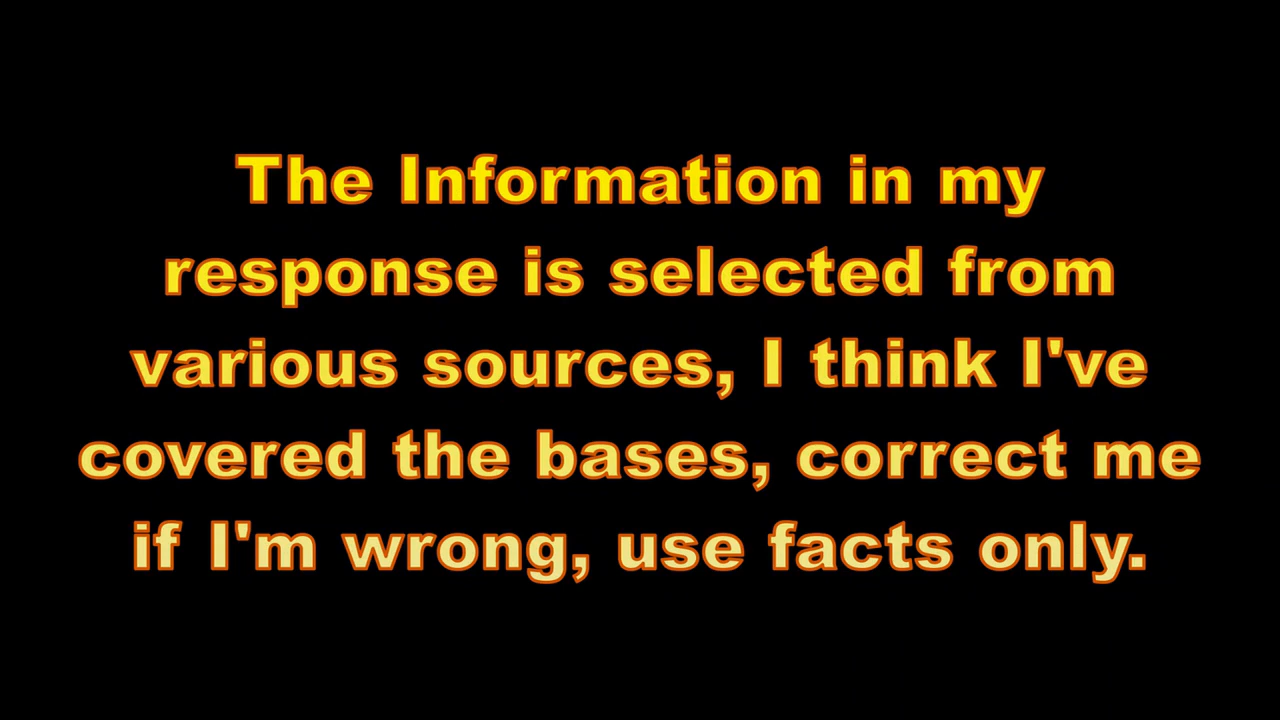 The Information in my
response is selected from
various sources, I think I've
covered the bases, correct me
if I'm wrong, use facts only.